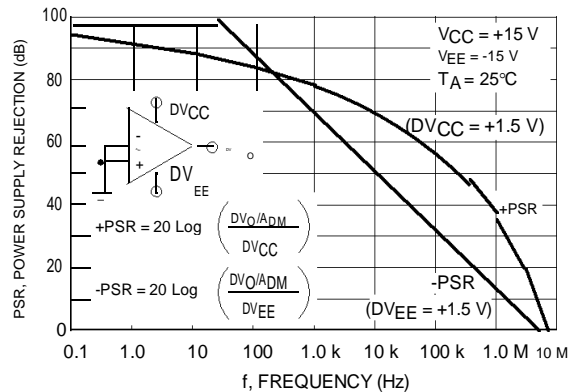 100
80
60
40
20
0
PSR, POWER SUPPLY REJECTION (dB)
VCC = +15 V
VEE = -15 V
TA = 25°C
(DVCC = +1.5 V)
DVCC
-
~
+
= O
DV EE
+PSR
+PSR = 20 Log (DVO/ADM / DVCC)
-PSR = 20 Log (DVO/ADM / DVEE)
-PSR
(DVEE = +1.5 V)
0.1 1.0 10 100 1.0 k 10 k 100 k 1.0 M 10 M
f, FREQUENCY (Hz)